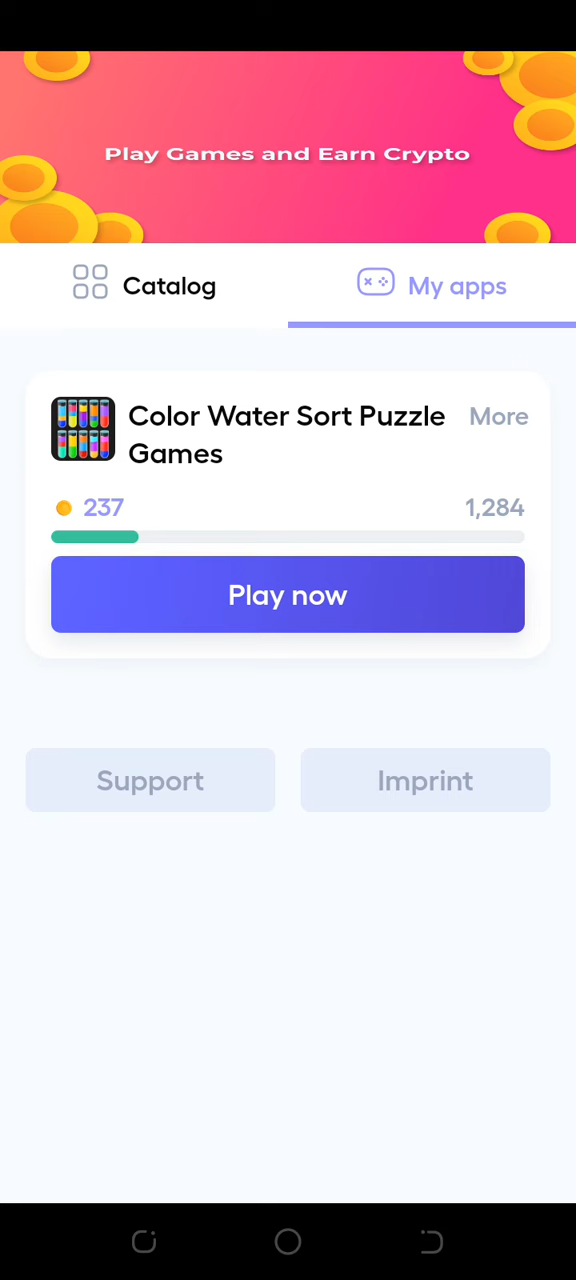 Play Games and Earn Crypto
Catalog
My apps
Color Water Sort Puzzle
Games
More
237
1,284
Play now
Support
Imprint